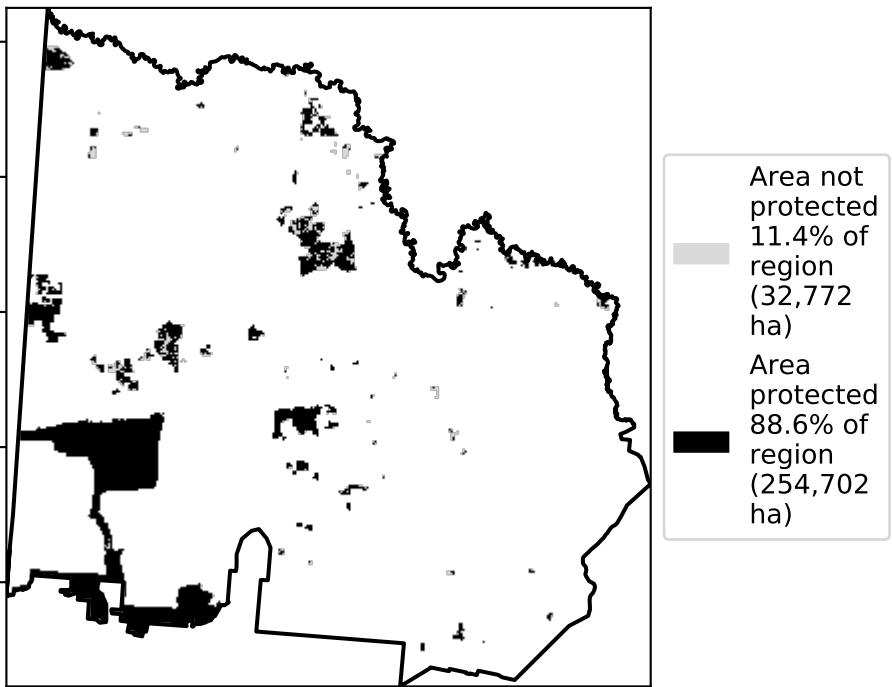 Area not
protected
11.4% of
region
(32,772
ha)
Area
protected
88.6% of
region
(254,702
ha)